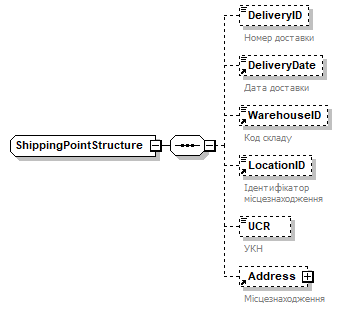 DeliveryID
Номер доставки
DeliveryDate
Дата доставки
WarehouseID
Код складу
ShippingPointStructure
LocationID
Ідентифікатор
місцезнаходження
UCR
УКН
Address
Місцезнаходження